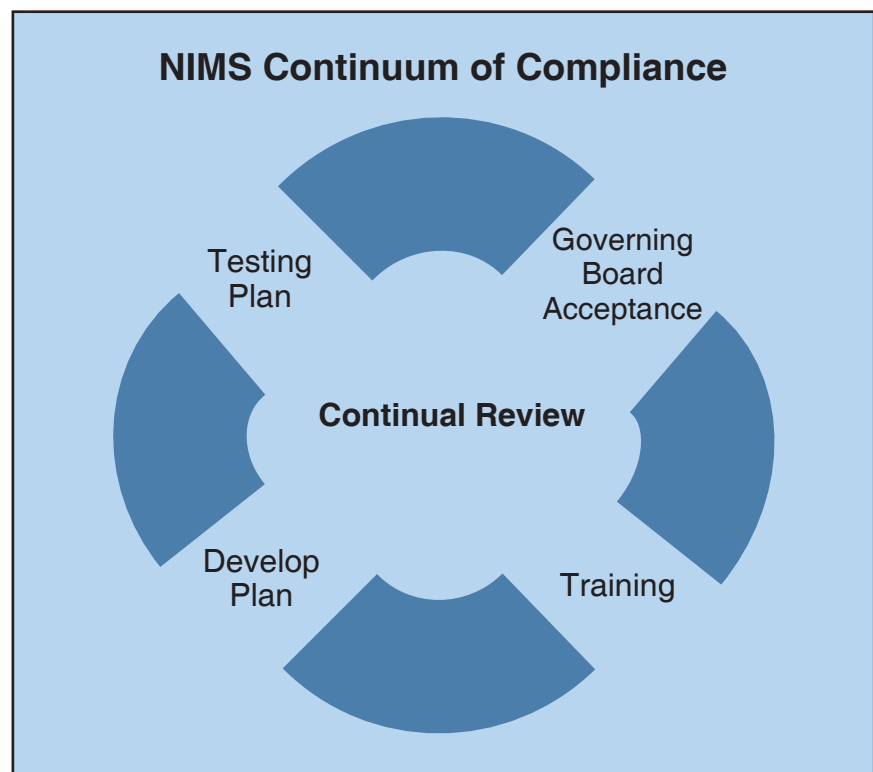 NIMS Continuum of Compliance
Testing
Plan
Governing
Board
Acceptance
Continual Review
Develop
Plan
Training